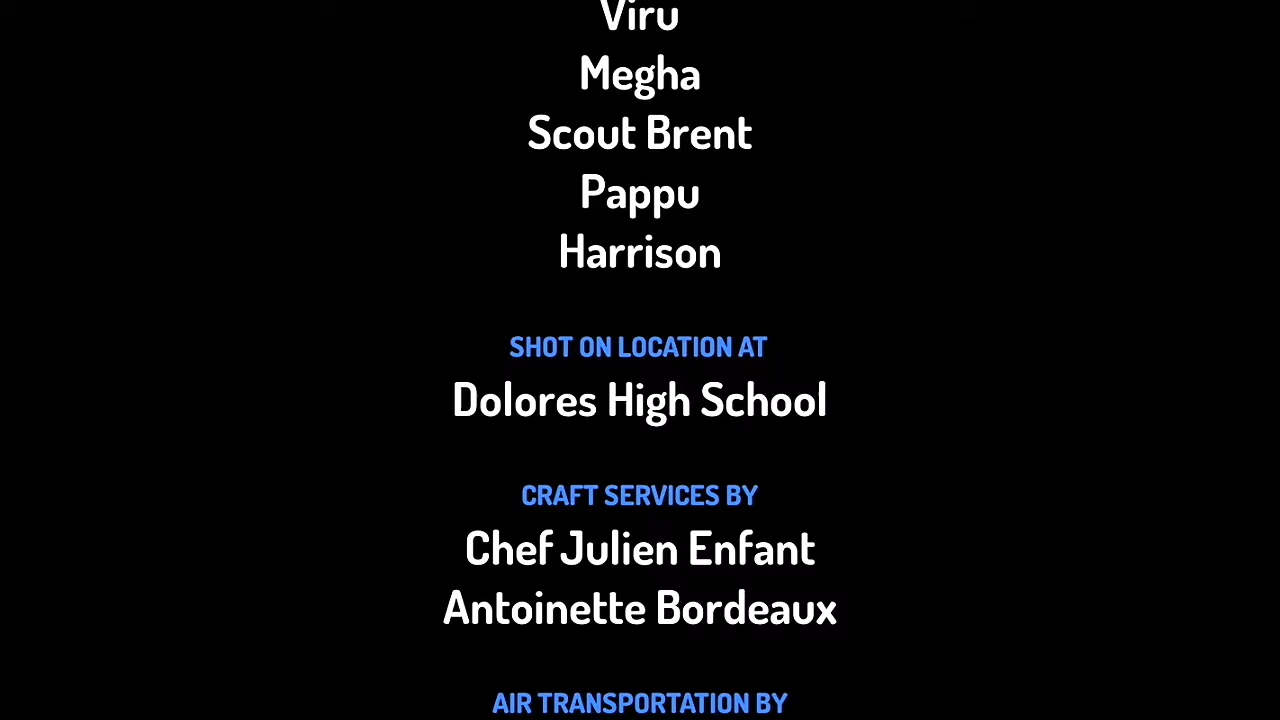 Viru
Megha
Scout Brent
Pappu
Harrison
SHOT ON LOCATION AT
Dolores High School
CRAFT SERVICES BY
Chef Julien Enfant
Antoinette Bordeaux
AIR TRANSPORTATION BY